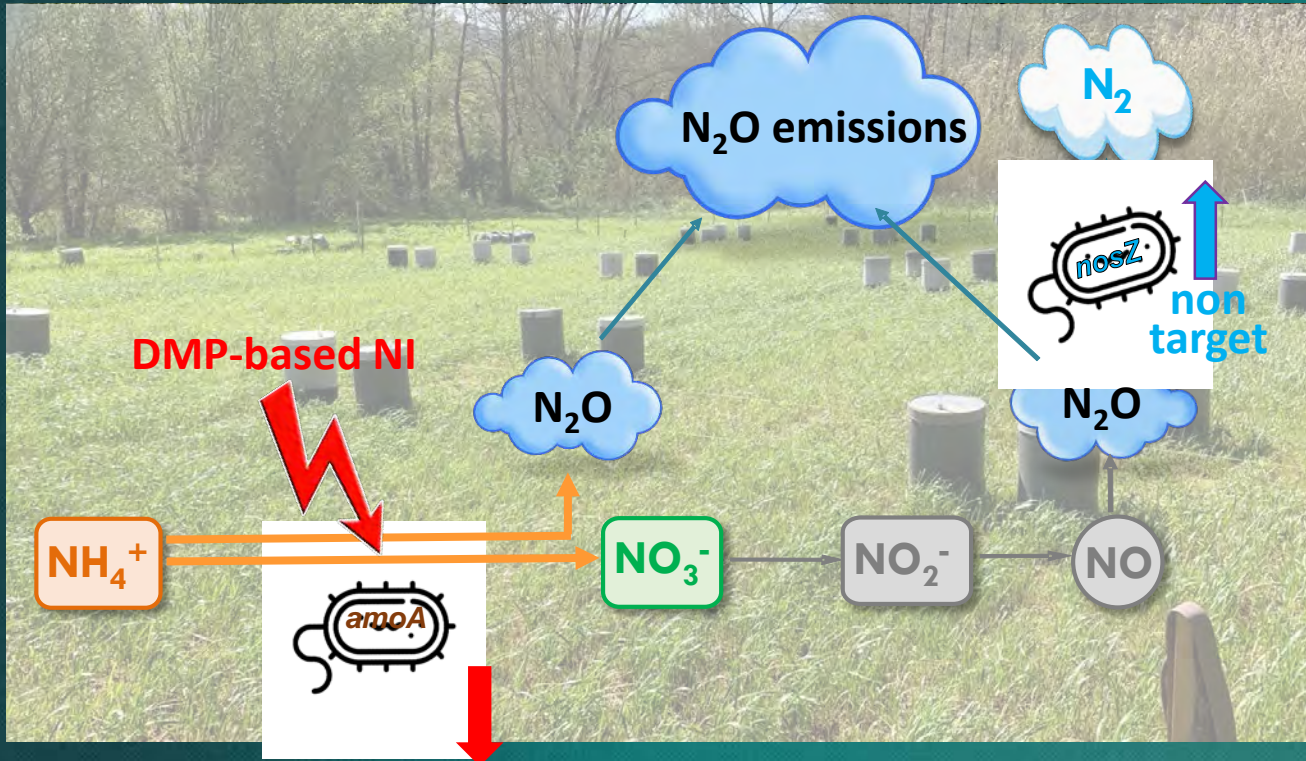 N₂
N₂O emissions
nosZ
non
target
DMP-based NI
N₂O
N₂O
NH₄⁺
NO₃⁻
NO₂⁻
NO
amoA